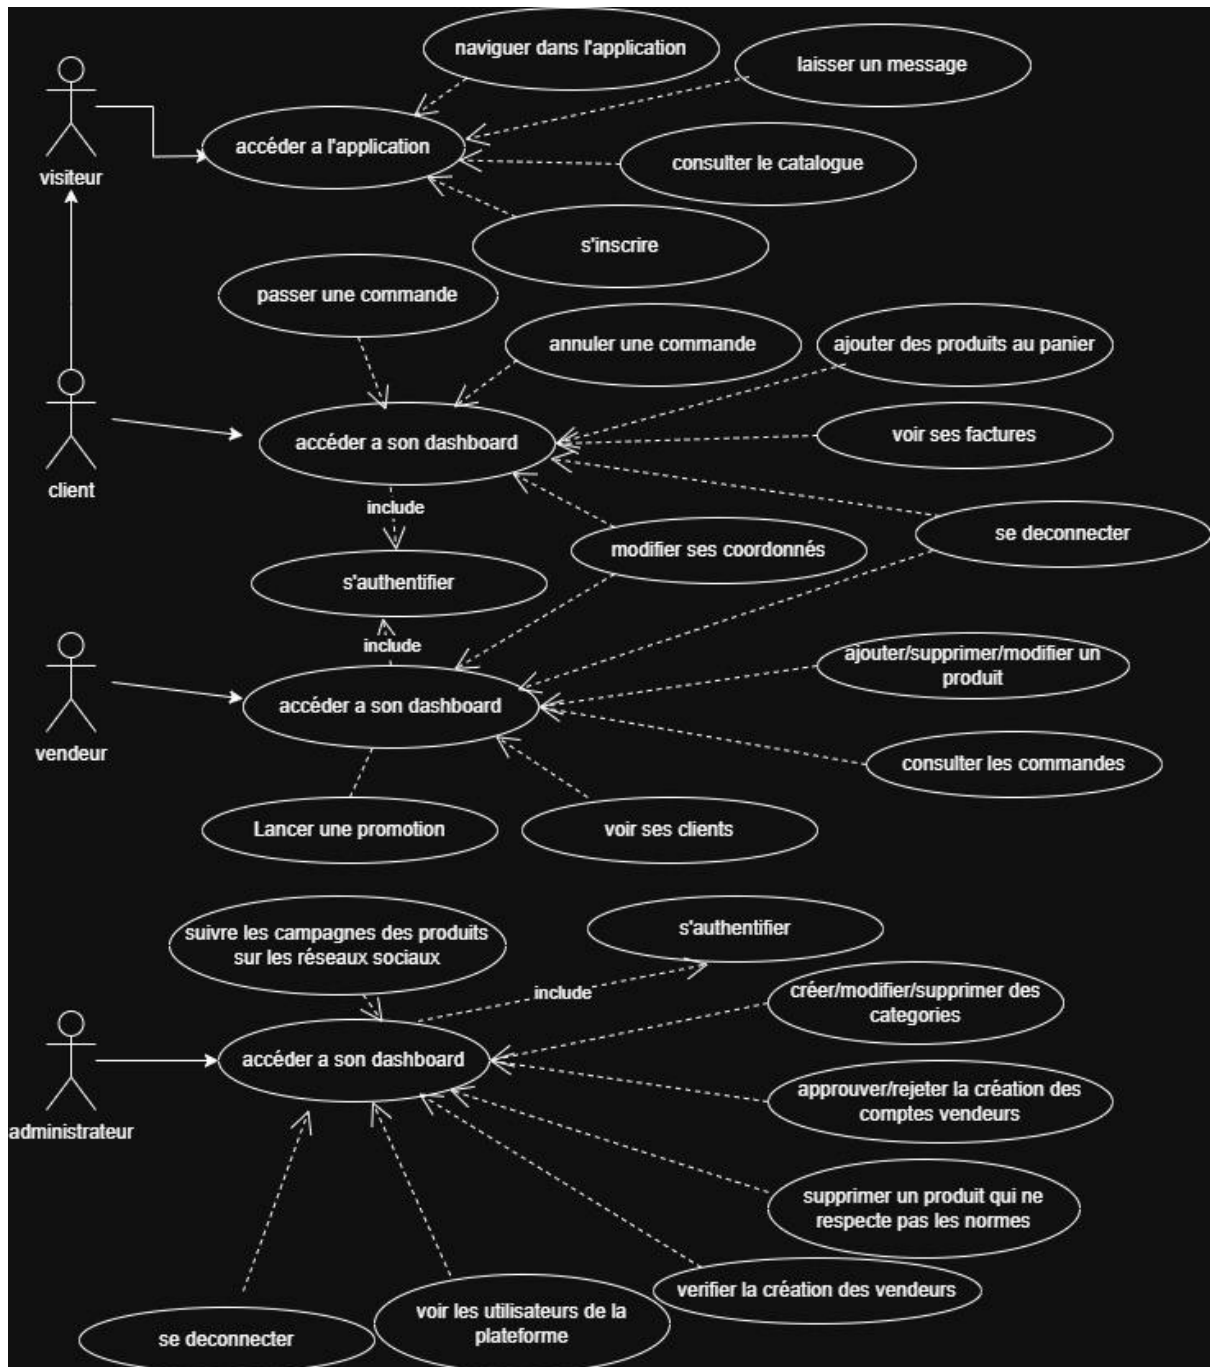 naviguer dans l'application
laisser un message
accéder a l'application
consulter le catalogue
visiteur
s'inscrire
passer une commande
annuler une commande
ajouter des produits au panier
accéder a son dashboard
voir ses factures
client
include
modifier ses coordonnés
se deconnecter
s'authentifier
include
ajouter/supprimer/modifier un
produit
accéder a son dashboard
vendeur
consulter les commandes
Lancer une promotion
voir ses clients
suivre les campagnes des produits
sur les réseaux sociaux
s'authentifier
include
créer/modifier/supprimer des
categories
accéder a son dashboard
approuver/rejeter la création des
comptes vendeurs
administrateur
supprimer un produit qui ne
respecte pas les normes
verifier la création des vendeurs
voir les utilisateurs de la
plateforme
se deconnecter